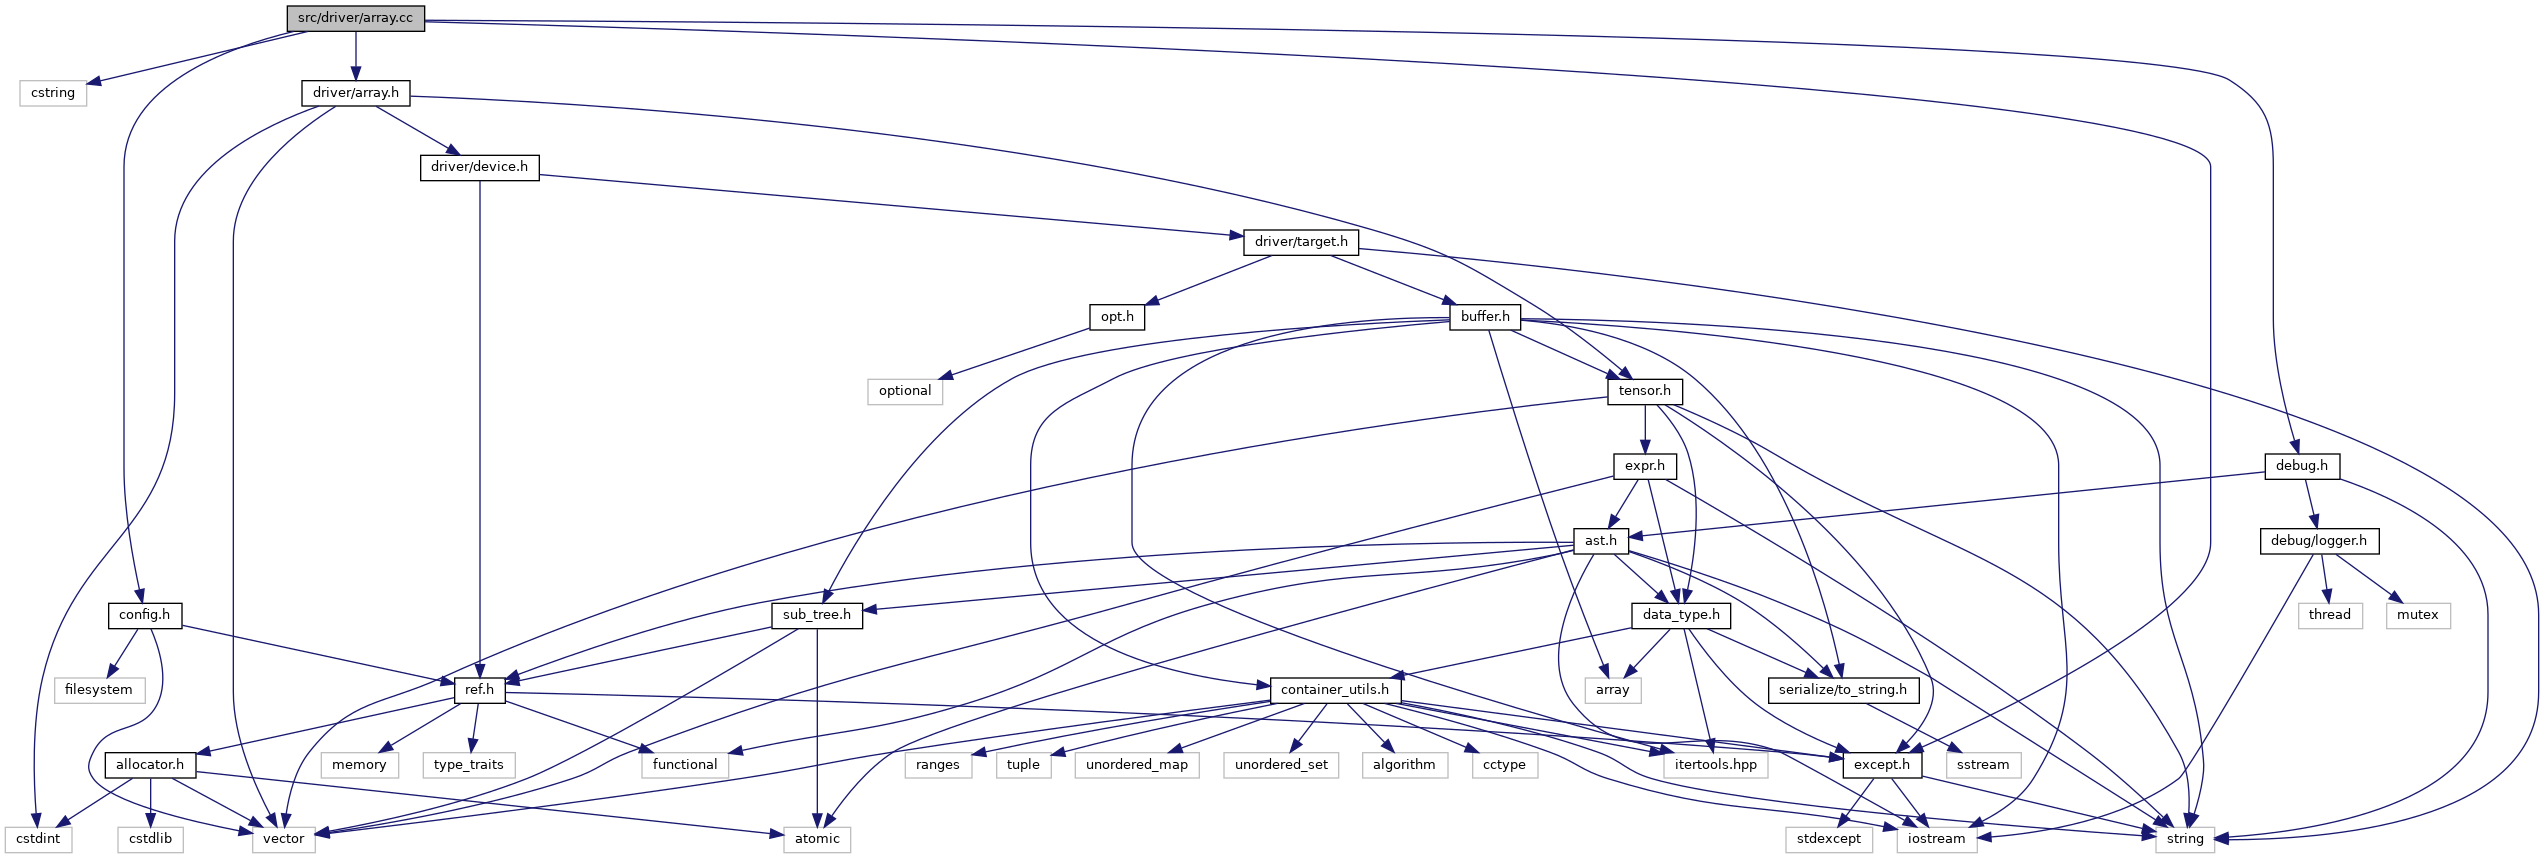 src/driver/array.cc
cstring
driver/array.h
driver/device.h
driver/target.h
opt.h
buffer.h
optional
tensor.h
expr.h
debug.h
ast.h
debug/logger.h
config.h
sub_tree.h
data_type.h
thread
mutex
filesystem
ref.h
container_utils.h
array
serialize/to_string.h
allocator.h
memory
type_traits
functional
ranges
tuple
unordered_map
unordered_set
algorithm
cctype
itertools.hpp
except.h
sstream
cstdint
cstdlib
vector
atomic
stdexcept
iostream
string